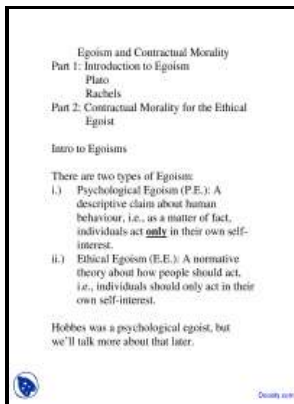 Egoism and Contractual Morality
Part 1: Introduction to Egoism
Plato
Rachels
Part 2: Contractual Morality for the Ethical
Egoist
Intro to Egoisms
There are two types of Egoism:
i.) Psychological Egoism (P.E.): A
descriptive claim about human
behaviour, i.e., as a matter of fact,
individuals act only in their own self-
interest.
ii.) Ethical Egoism (E.E.): A normative
theory about how people should act,
i.e., individuals should only act in their
own self-interest.
Hobbes was a psychological egoist, but
we'll talk more about that later.
Docsity.com